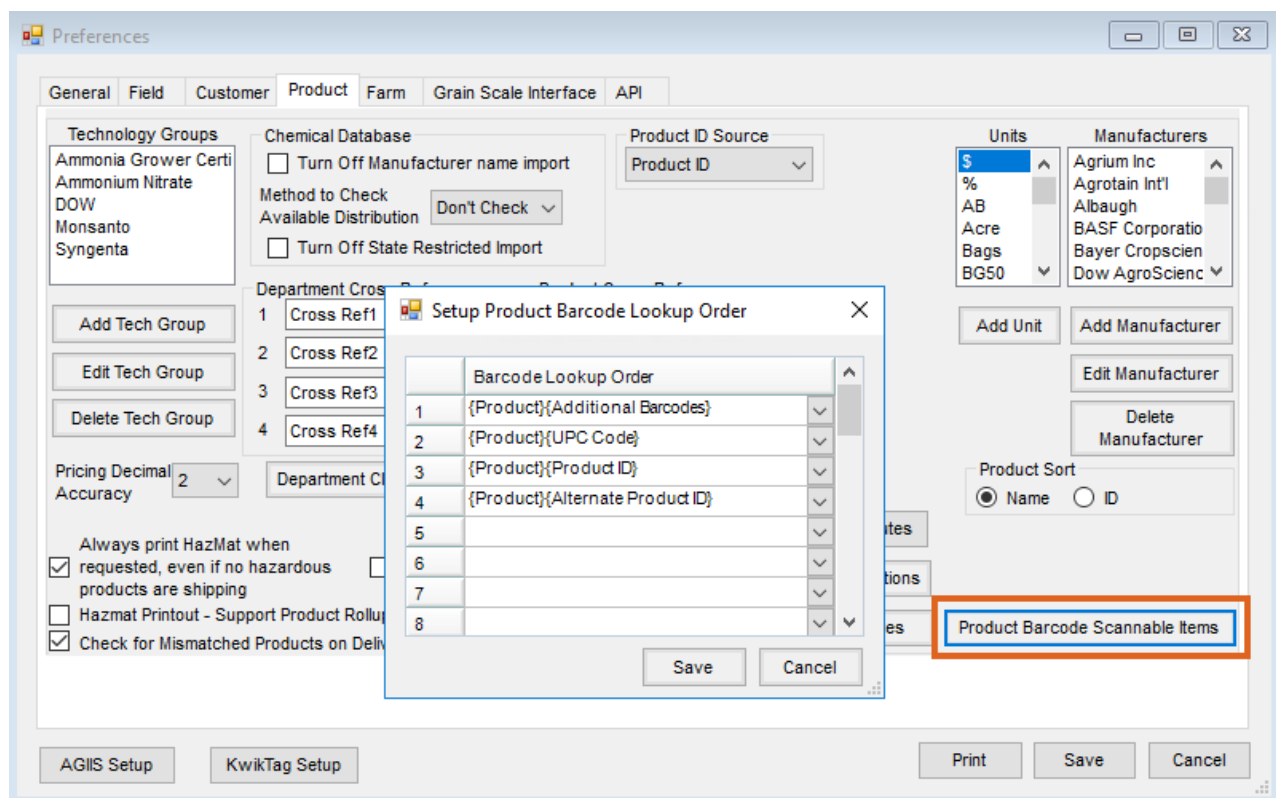 Preferences
General Field Customer Product Farm Grain Scale Interface API
Technology Groups
Ammonia Grower Certi
Ammonium Nitrate
DOW
Monsanto
Syngenta
Add Tech Group
Edit Tech Group
Delete Tech Group
Pricing Decimal
Accuracy
2
Chemical Database
Turn Off Manufacturer name import
Method to Check
Available Distribution
Don't Check
Turn Off State Restricted Import
Product ID Source
Product ID
1 Cross Ref1
2 Cross Ref2
3 Cross Ref3
4 Cross Ref4
Setup Product Barcode Lookup Order
Barcode Lookup Order
1 {Product}{Additional Barcodes}
2 {Product}{UPC Code}
3 {Product}{Product ID}
4 {Product}{Alternate Product ID}
5
6
7
8
Save Cancel
Units
$
%
AB
Acre
Bags
BG50
Add Unit
Manufacturers
Agrium Inc
Agrotain Int'l
Albaugh
BASF Corporatio
Bayer Cropscien
Dow AgroScienc
Add Manufacturer
Edit Manufacturer
Delete
Manufacturer
Product Sort
Name ID
Always print HazMat when
requested, even if no hazardous
products are shipping
Hazmat Printout - Support Product Rollup
Check for Mismatched Products on Deliv
Product Barcode Scannable Items
AGIIS Setup KwikTag Setup Print Save Cancel